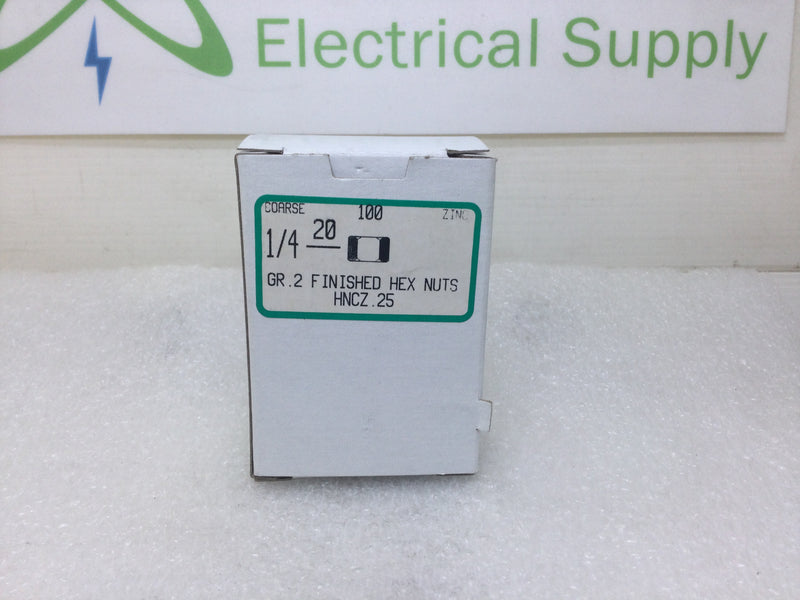 Electrical Supply
COARSE 100 ZINC
1/4 20
GR.2 FINISHED HEX NUTS
HNCZ.25